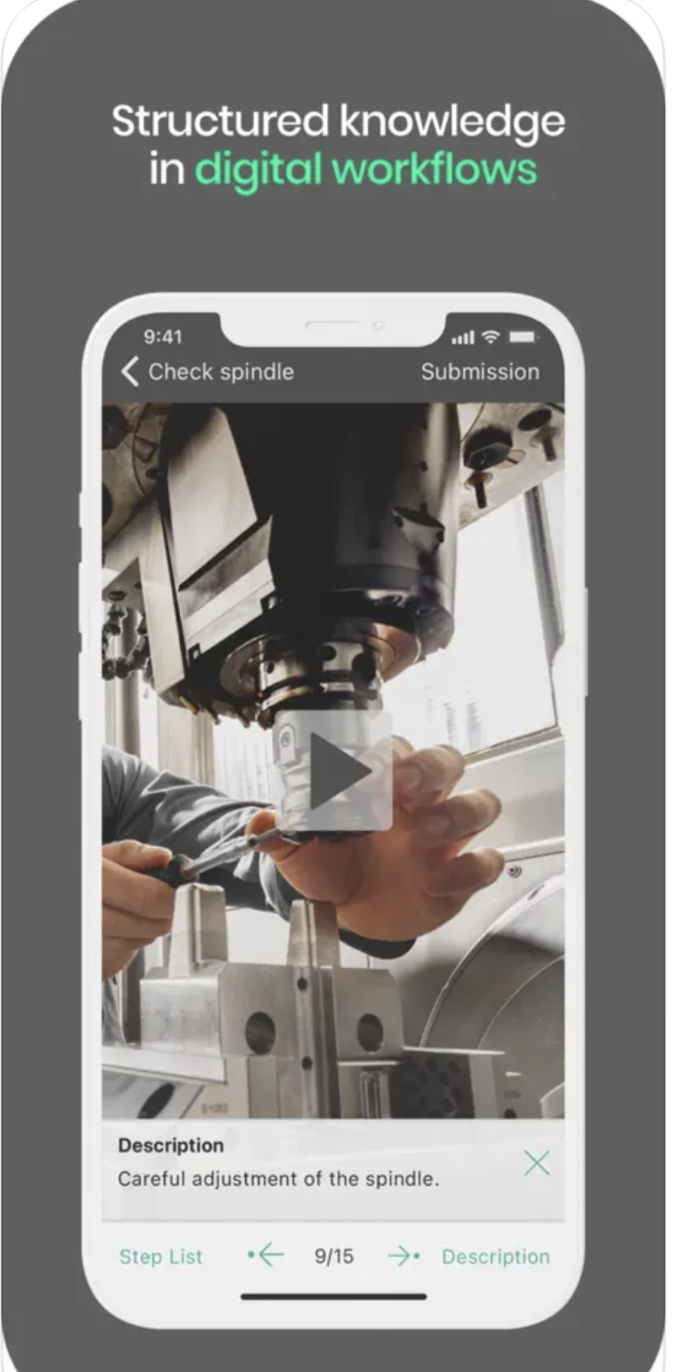 Structured knowledge
in digital workflows
9:41
Check spindle
Submission
Description
Careful adjustment of the spindle.
Step List
9/15
Description